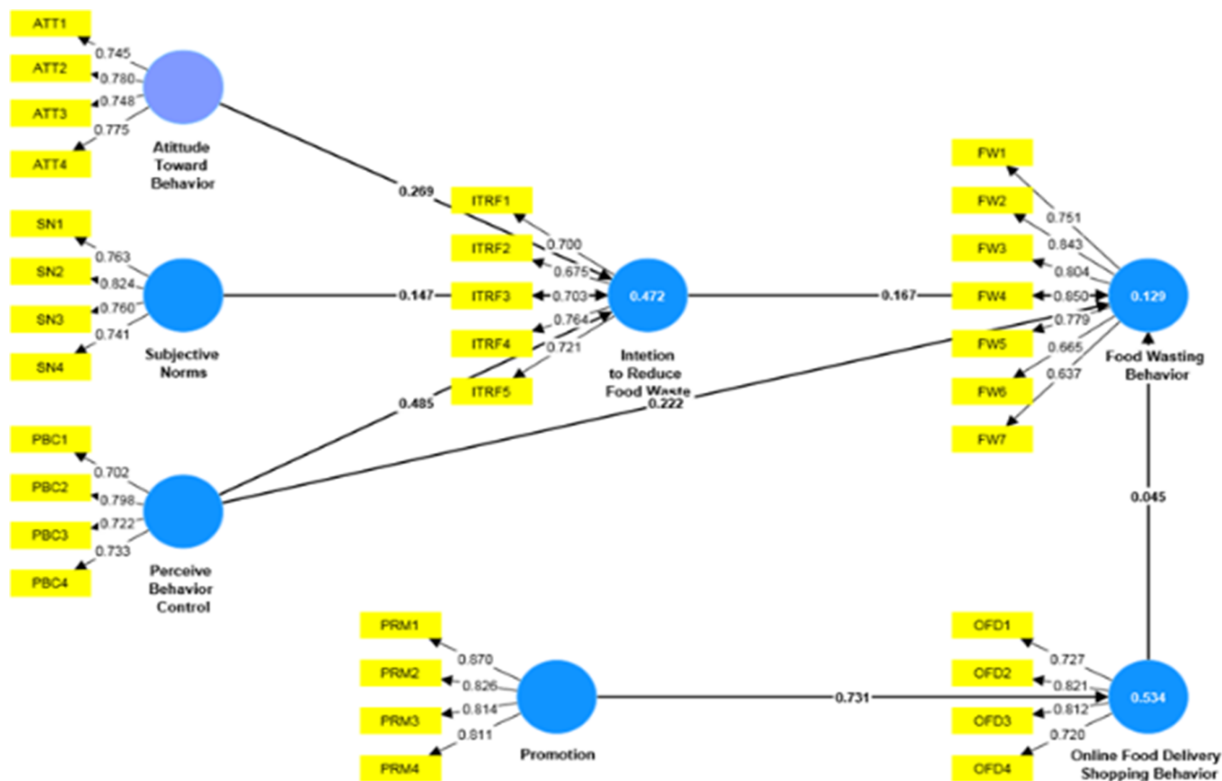 ATT1
0.745
ATT2
0.780
ATT3
0.748
ATT4
0.775
Atittude
Toward
Behavior
SN1
0.763
SN2
0.824
SN3
0.760
SN4
0.741
Subjective
Norms
PBC1
0.702
PBC2
0.798
PBC3
0.722
PBC4
0.733
Perceive
Behavior
Control
0.269
0.147
0.485
ITRF1
0.700
ITRF2
0.675
ITRF3
0.703
ITRF4
0.764
ITRF5
0.721
0.472
Intetion
to Reduce
Food Waste
0.222
0.167
FW1
0.751
FW2
0.843
FW3
0.804
FW4
0.850
FW5
0.779
FW6
0.665
FW7
0.637
0.129
Food Wasting
Behavior
0.045
PRM1
0.870
PRM2
0.826
PRM3
0.814
PRM4
0.811
Promotion
0.731
OFD1
0.727
OFD2
0.821
OFD3
0.812
OFD4
0.720
0.534
Online Food Delivery
Shopping Behavior